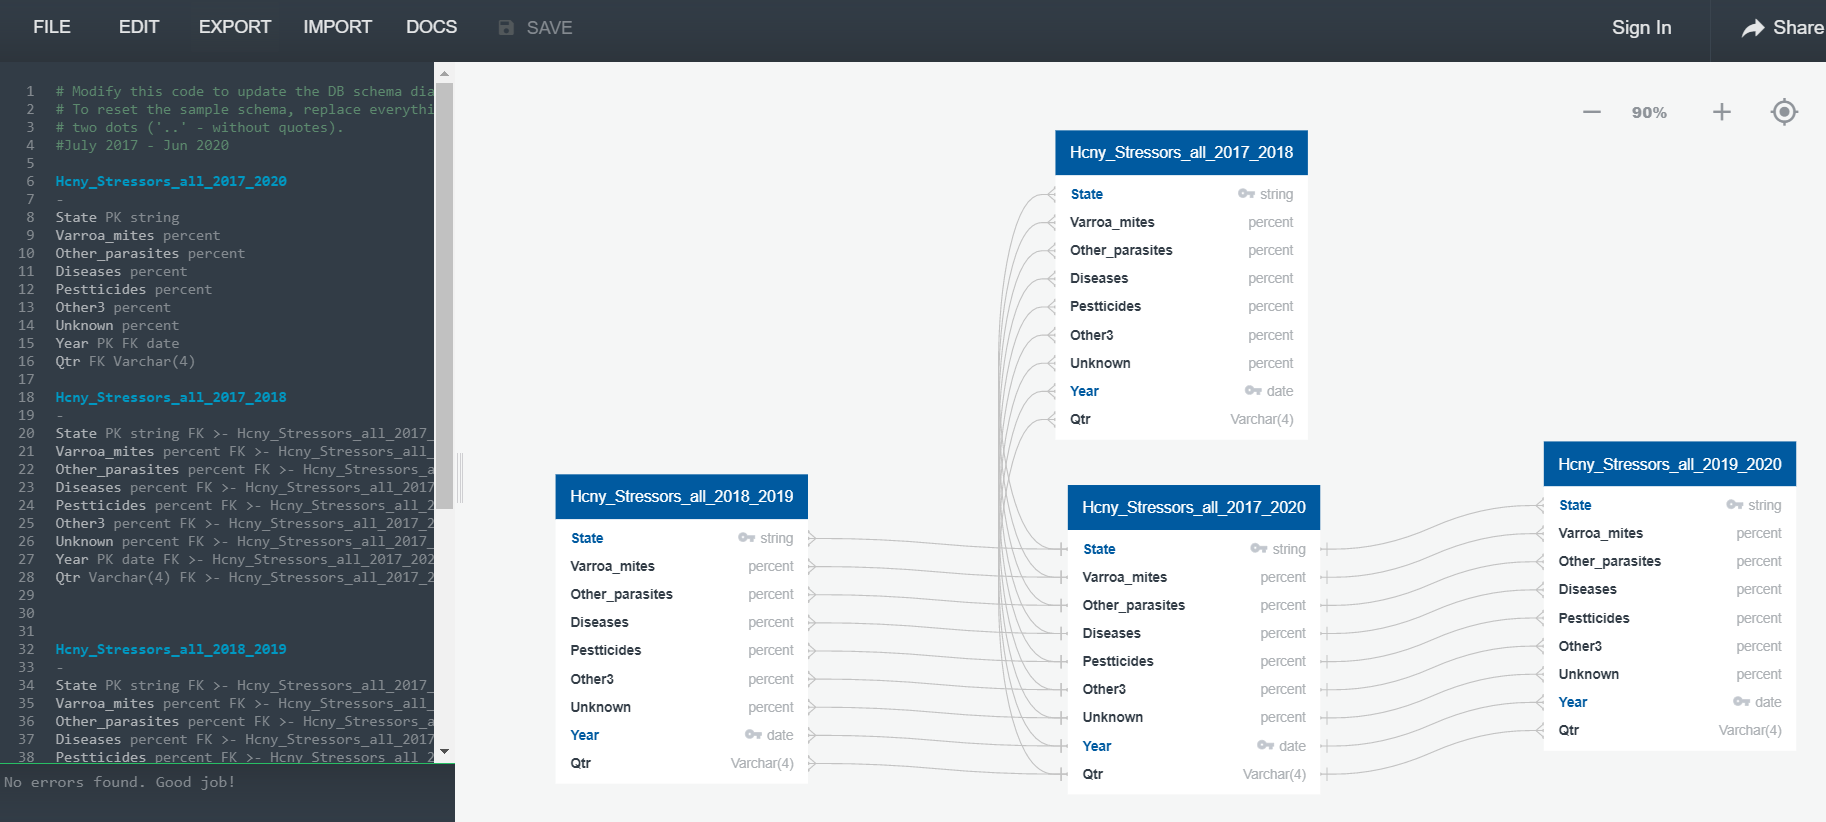 FILE EDIT EXPORT IMPORT DOCS SAVE Sign In Share
1 # Modify this code to update the DB schema dia
2 # To reset the sample schema, replace everythi
3 # two dots ('..' - without quotes).
4 #July 2017 - Jun 2020
5
6 Hcny_Stressors_all_2017_2020
7 -
8 State PK string
9 Varroa_mites percent
10 Other_parasites percent
11 Diseases percent
12 Pestticides percent
13 Other3 percent
14 Unknown percent
15 Year PK FK date
16 Qtr FK Varchar(4)
17
18 Hcny_Stressors_all_2017_2018
19 -
20 State PK string FK >- Hcny_Stressors_all_2017_
21 Varroa_mites percent FK >- Hcny_Stressors_all_
22 Other_parasites percent FK >- Hcny_Stressors_a
23 Diseases percent FK >- Hcny_Stressors_all_2017
24 Pestticides percent FK >- Hcny_Stressors_all_2
25 Other3 percent FK >- Hcny_Stressors_all_2017_2
26 Unknown percent FK >- Hcny_Stressors_all_2017_
27 Year PK date FK >- Hcny_Stressors_all_2017_202
28 Qtr Varchar(4) FK >- Hcny_Stressors_all_2017_2
29
30
31
32 Hcny_Stressors_all_2018_2019
33 -
34 State PK string FK >- Hcny_Stressors_all_2017_
35 Varroa_mites percent FK >- Hcny_Stressors_all_
36 Other_parasites percent FK >- Hcny_Stressors_a
37 Diseases percent FK >- Hcny_Stressors_all_2017
38 Pestticides percent FK >- Hcny_Stressors_all_2
No errors found. Good job!
90%
Hcny_Stressors_all_2017_2018
State string
Varroa_mites percent
Other_parasites percent
Diseases percent
Pestticides percent
Other3 percent
Unknown percent
Year date
Qtr Varchar(4)
Hcny_Stressors_all_2018_2019
State string
Varroa_mites percent
Other_parasites percent
Diseases percent
Pestticides percent
Other3 percent
Unknown percent
Year date
Qtr Varchar(4)
Hcny_Stressors_all_2017_2020
State string
Varroa_mites percent
Other_parasites percent
Diseases percent
Pestticides percent
Other3 percent
Unknown percent
Year date
Qtr Varchar(4)
Hcny_Stressors_all_2019_2020
State string
Varroa_mites percent
Other_parasites percent
Diseases percent
Pestticides percent
Other3 percent
Unknown percent
Year date
Qtr Varchar(4)